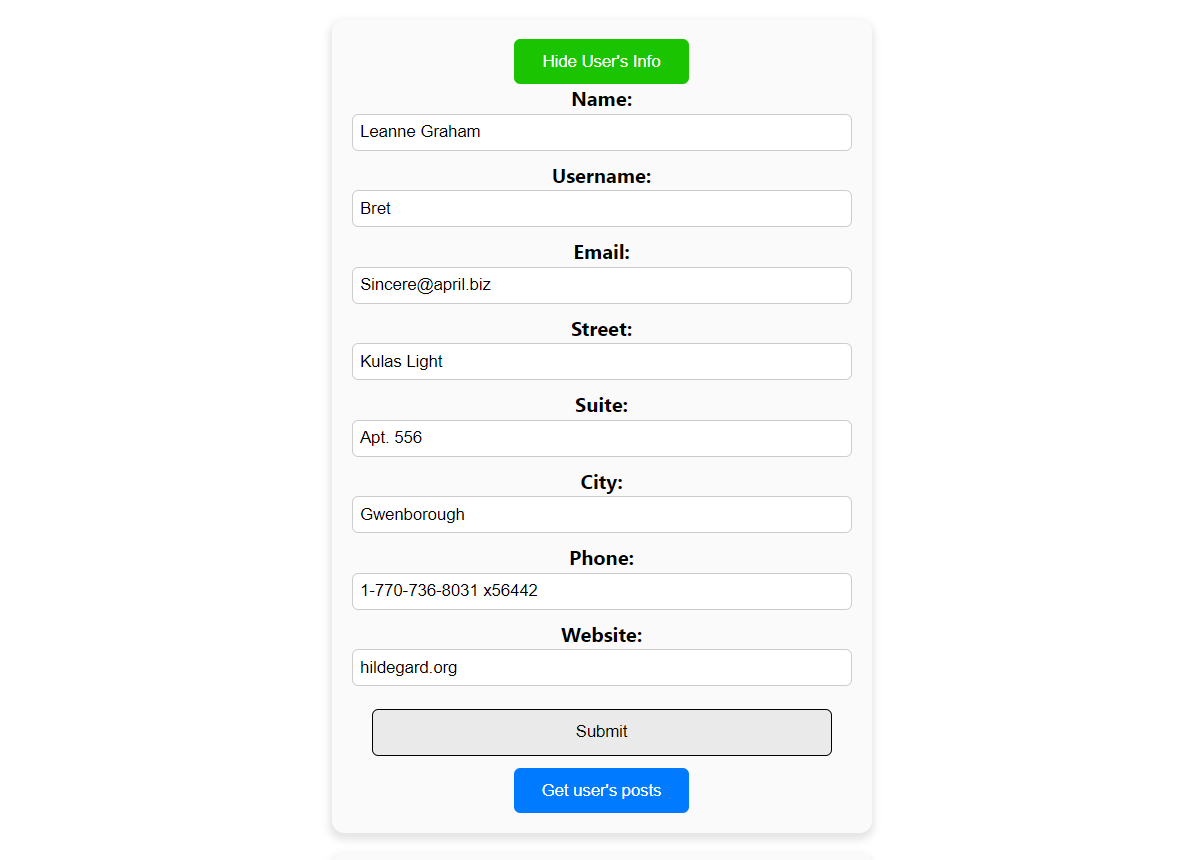 Hide User's Info
Name:
Leanne Graham
Username:
Bret
Email:
Sincere@april.biz
Street:
Kulas Light
Suite:
Apt. 556
City:
Gwenborough
Phone:
1-770-736-8031 x56442
Website:
hildegard.org
Submit
Get user's posts